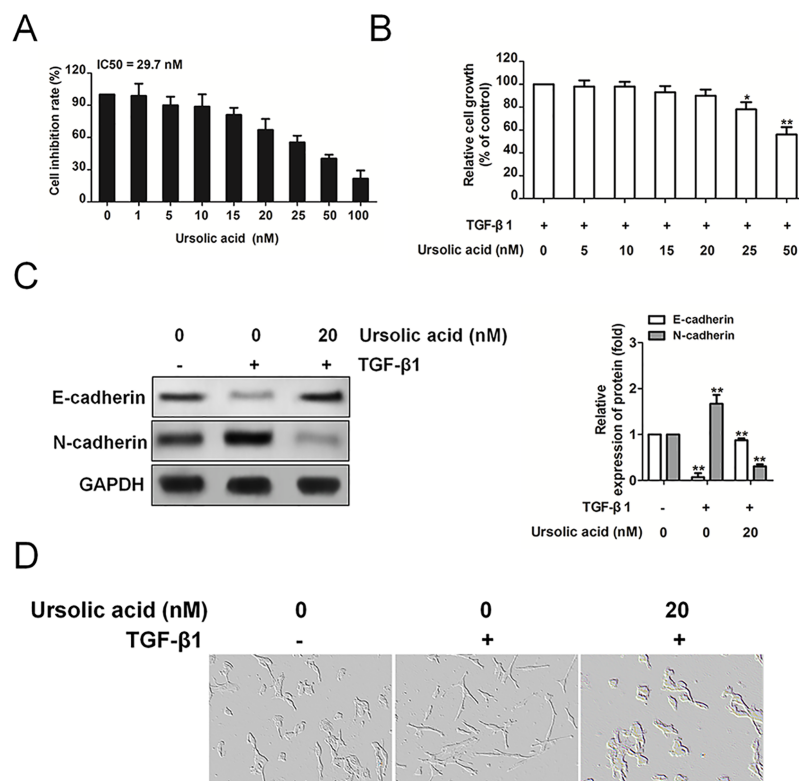 A
IC50 = 29.7 nM
Cell inhibition rate (%)
120
90
60
30
0
0 1 5 10 15 20 25 50 100
Ursolic acid (nM)
B
Relative cell growth
(% of control)
120
100
80
60
40
20
0
*
**
TGF-β 1 + + + + + + +
Ursolic acid (nM) 0 5 10 15 20 25 50
C
0 0 20 Ursolic acid (nM)
- + + TGF-β1
E-cadherin
N-cadherin
GAPDH
E-cadherin
N-cadherin
Relative
expression of protein (fold)
3
2
1
0
**
**
**
**
TGF-β 1 - + +
Ursolic acid (nM) 0 0 20
D
Ursolic acid (nM) 0 0 20
TGF-β1 - + +